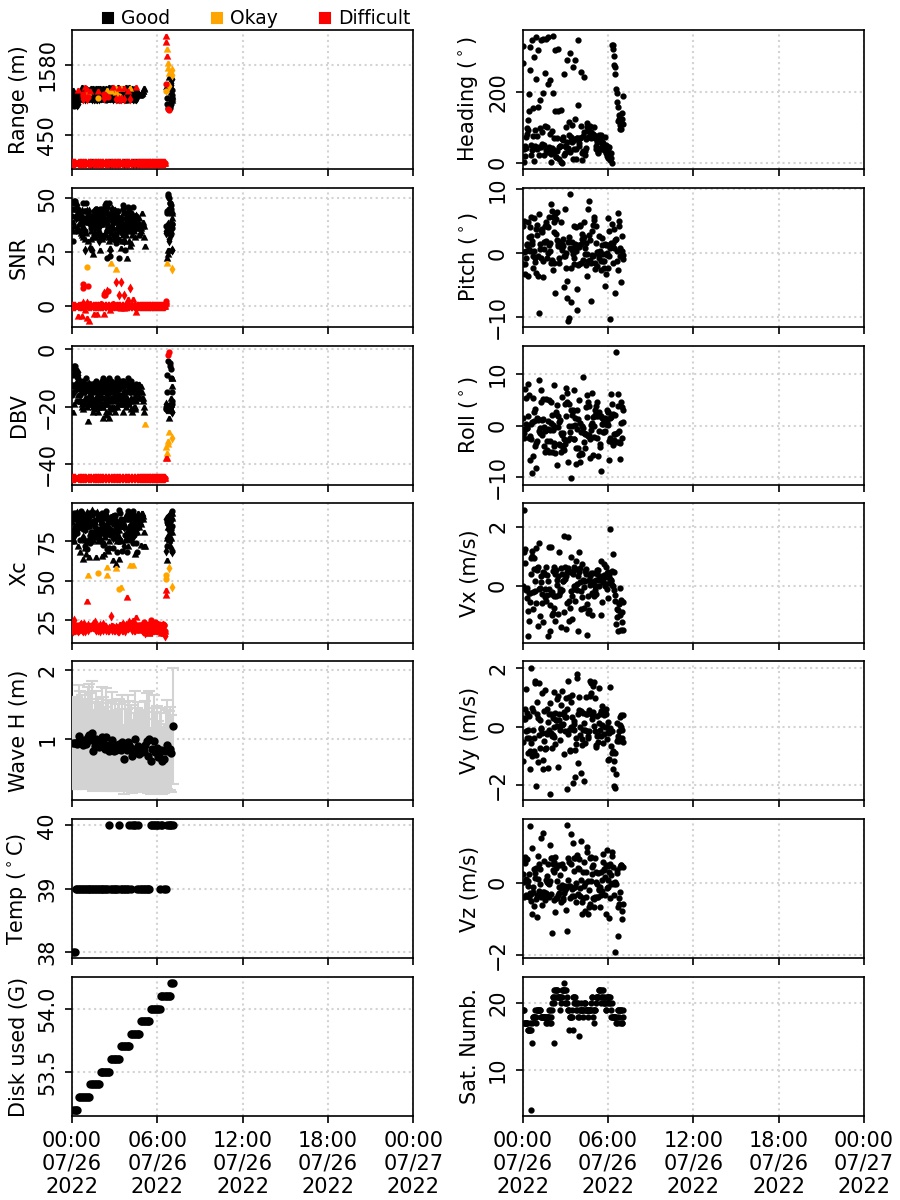 Good Okay Difficult
Range (m)
1580
450
Heading (°)
200
0
SNR
50
25
0
Pitch (°)
10
0
−10
DBV
0
−20
−40
Roll (°)
10
0
−10
Xc
75
50
25
Vx (m/s)
2
0
Wave H (m)
2
1
Vy (m/s)
2
0
−2
Temp (°C)
40
39
38
Vz (m/s)
0
−2
Disk used (G)
54.0
53.5
Sat. Numb.
20
10
00:00 06:00 12:00 18:00 00:00
07/26 07/26 07/26 07/26 07/27
2022 2022 2022 2022 2022
00:00 06:00 12:00 18:00 00:00
07/26 07/26 07/26 07/26 07/27
2022 2022 2022 2022 2022